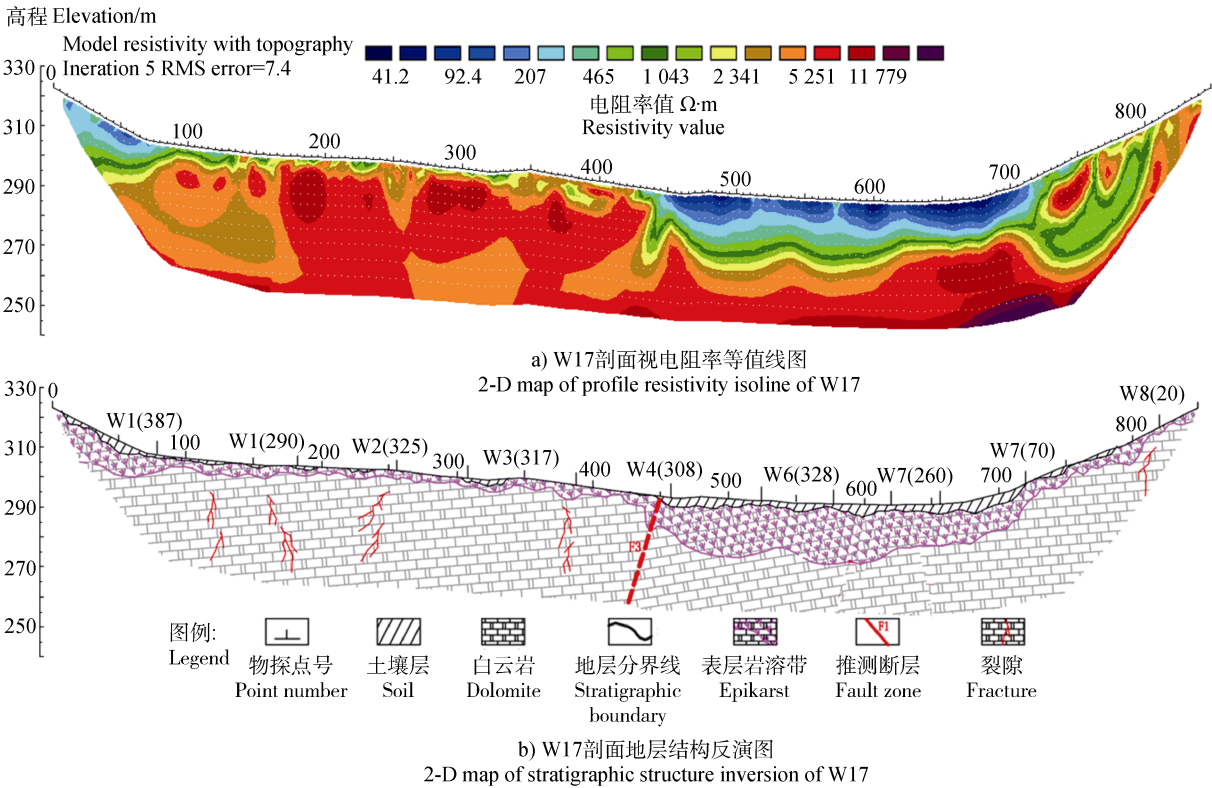 高程 Elevation/m
Model resistivity with topography
Ineration 5 RMS error=7.4
41.2 92.4 207 465 1 043 2 341 5 251 11 779
电阻率值 Ω·m
Resistivity value
330
310
290
270
250
0 100 200 300 400 500 600 700 800
a) W17剖面视电阻率等值线图
2-D map of profile resistivity isoline of W17
330
310
290
270
250
0 W1(387) 100 W1(290) 200 W2(325) 300 W3(317) 400 W4(308) 500 W6(328) 600 W7(260) 700 W7(70) 800 W8(20)
F3
图例:
Legend
F1
物探点号 土壤层 白云岩 地层分界线 表层岩溶带 推测断层 裂隙
Point number Soil Dolomite Stratigraphic Epikarst Fault zone Fracture
boundary
b) W17剖面地层结构反演图
2-D map of stratigraphic structure inversion of W17